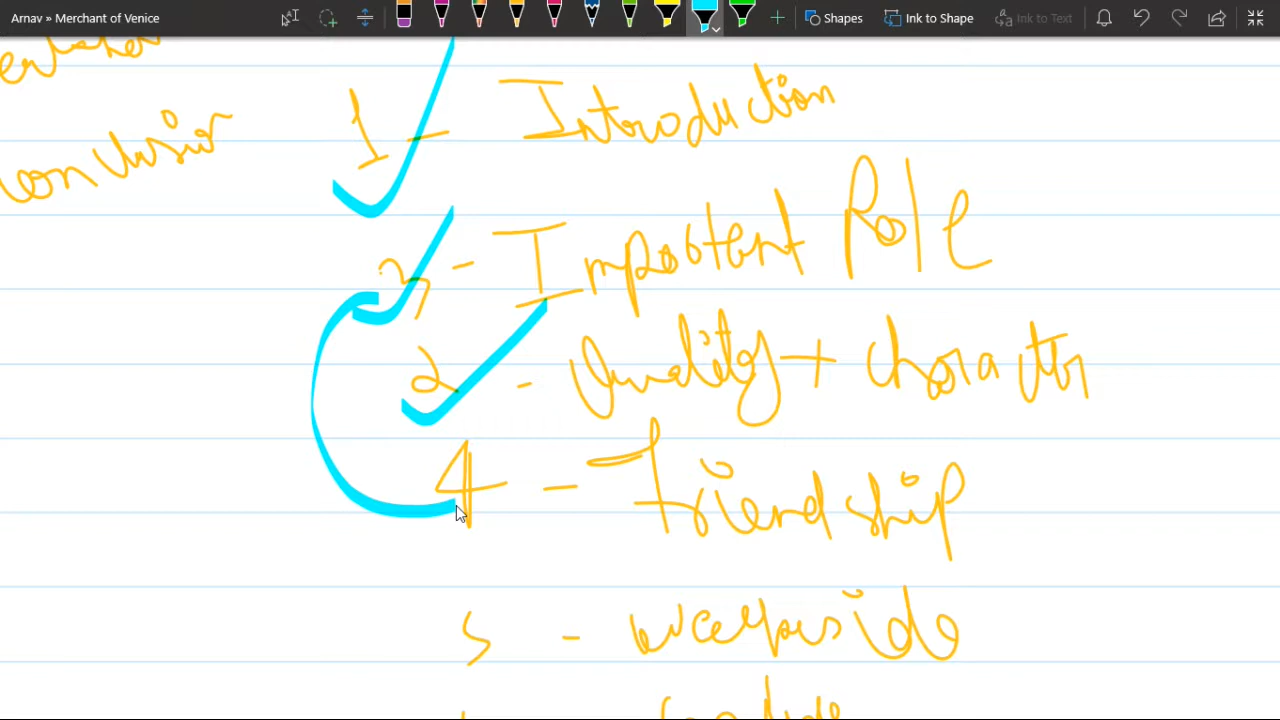 Arnav » Merchant of Venice
Shapes
Ink to Shape
Ink to Text
conclusion
1 - Introduction
3 - Important Role
2 - Quality + character
4 - Friendship
5 -